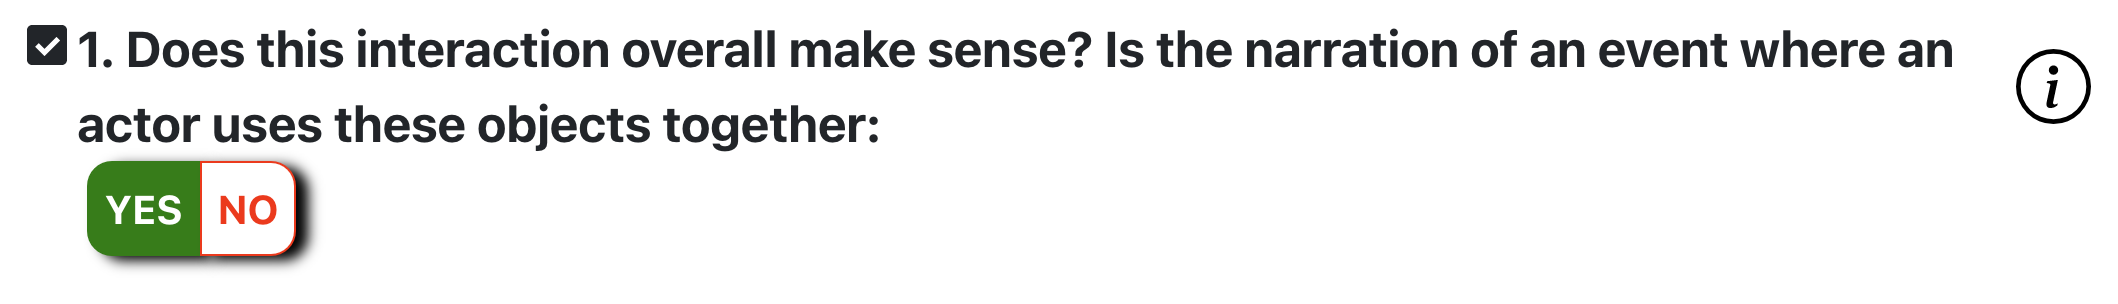 1. Does this interaction overall make sense? Is the narration of an event where an
actor uses these objects together:
YES NO
i